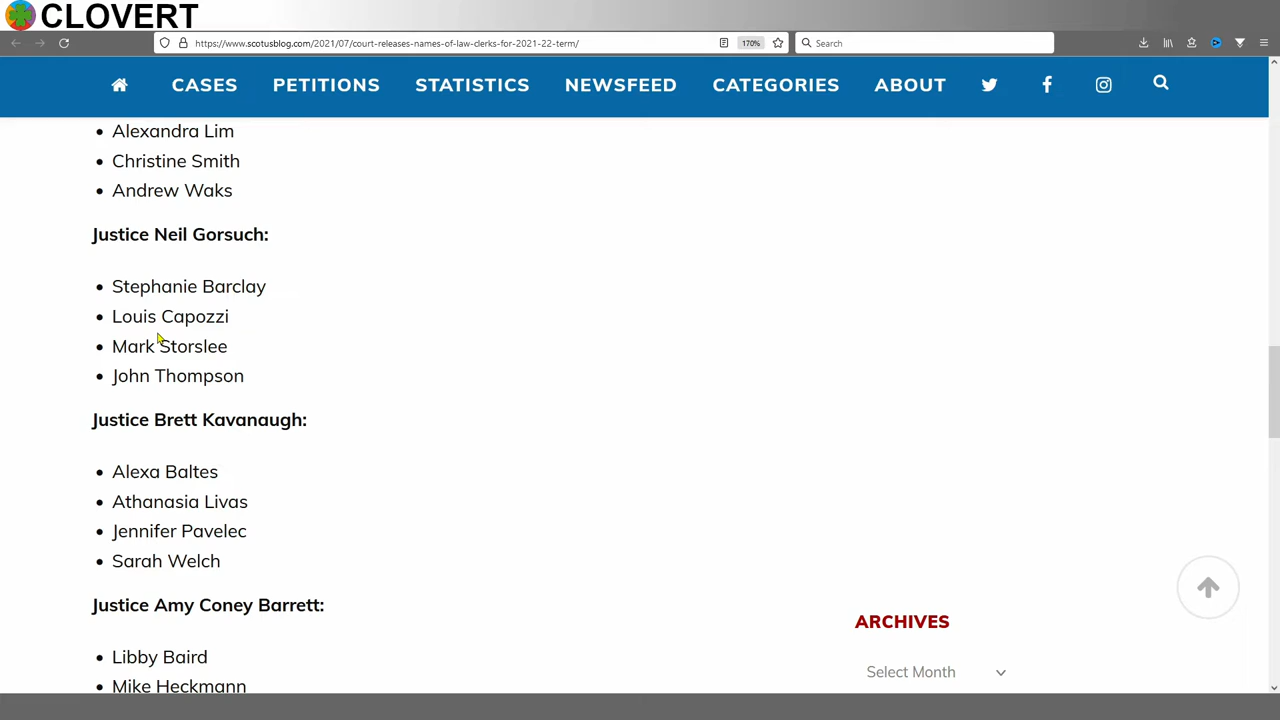 CLOVERT
https://www.scotusblog.com/2021/07/court-releases-names-of-law-clerks-for-2021-22-term/
170%
Search
CASES PETITIONS STATISTICS NEWSFEED CATEGORIES ABOUT
• Alexandra Lim
• Christine Smith
• Andrew Waks
Justice Neil Gorsuch:
• Stephanie Barclay
• Louis Capozzi
• Mark Storslee
• John Thompson
Justice Brett Kavanaugh:
• Alexa Baltes
• Athanasia Livas
• Jennifer Pavelec
• Sarah Welch
Justice Amy Coney Barrett:
• Libby Baird
• Mike Heckmann
ARCHIVES
Select Month